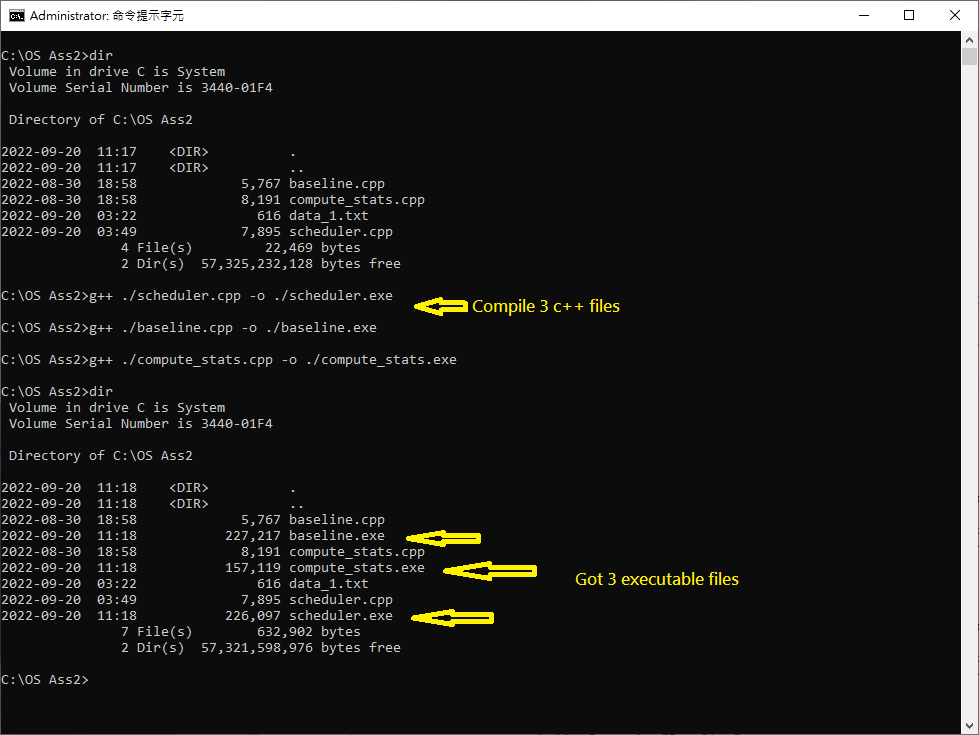 Administrator: 命令提示字元
C:\OS Ass2>dir
 Volume in drive C is System
 Volume Serial Number is 3440-01F4
 Directory of C:\OS Ass2
2022-09-20  11:17    <DIR>          .
2022-09-20  11:17    <DIR>          ..
2022-08-30  18:58             5,767 baseline.cpp
2022-08-30  18:58             8,191 compute_stats.cpp
2022-09-20  03:22               616 data_1.txt
2022-09-20  03:49             7,895 scheduler.cpp
               4 File(s)         22,469 bytes
               2 Dir(s)  57,325,232,128 bytes free
C:\OS Ass2>g++ ./scheduler.cpp -o ./scheduler.exe
Compile 3 c++ files
C:\OS Ass2>g++ ./baseline.cpp -o ./baseline.exe
C:\OS Ass2>g++ ./compute_stats.cpp -o ./compute_stats.exe
C:\OS Ass2>dir
 Volume in drive C is System
 Volume Serial Number is 3440-01F4
 Directory of C:\OS Ass2
2022-09-20  11:18    <DIR>          .
2022-09-20  11:18    <DIR>          ..
2022-08-30  18:58             5,767 baseline.cpp
2022-09-20  11:18           227,217 baseline.exe
2022-08-30  18:58             8,191 compute_stats.cpp
2022-09-20  11:18           157,119 compute_stats.exe
2022-09-20  03:22               616 data_1.txt
Got 3 executable files
2022-09-20  03:49             7,895 scheduler.cpp
2022-09-20  11:18           226,097 scheduler.exe
               7 File(s)        632,902 bytes
               2 Dir(s)  57,321,598,976 bytes free
C:\OS Ass2>